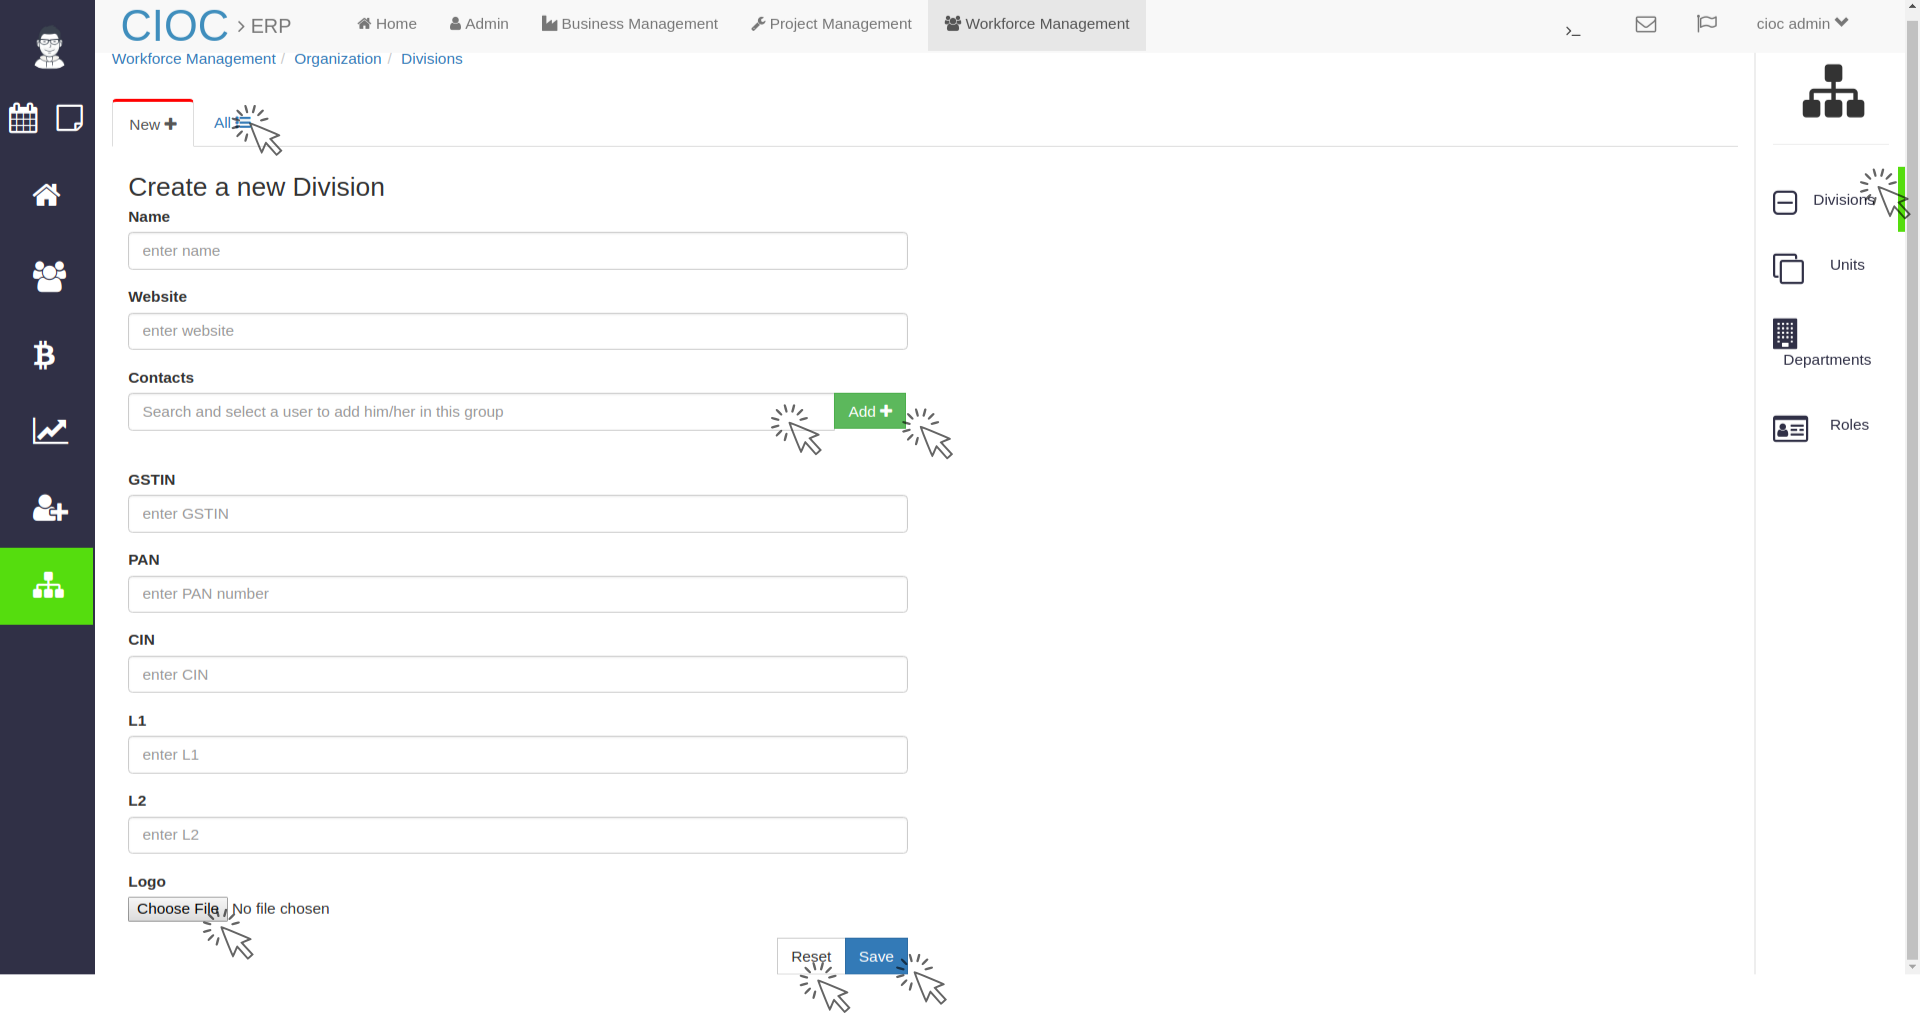 CIOC > ERP Home Admin Business Management Project Management Workforce Management >_ cioc admin
Workforce Management / Organization / Divisions
New All
Create a new Division
Name
enter name
Website
enter website
Contacts
Search and select a user to add him/her in this group Add
GSTIN
enter GSTIN
PAN
enter PAN number
CIN
enter CIN
L1
enter L1
L2
enter L2
Logo
Choose File No file chosen
Reset Save
Divisions
Units
Departments
Roles